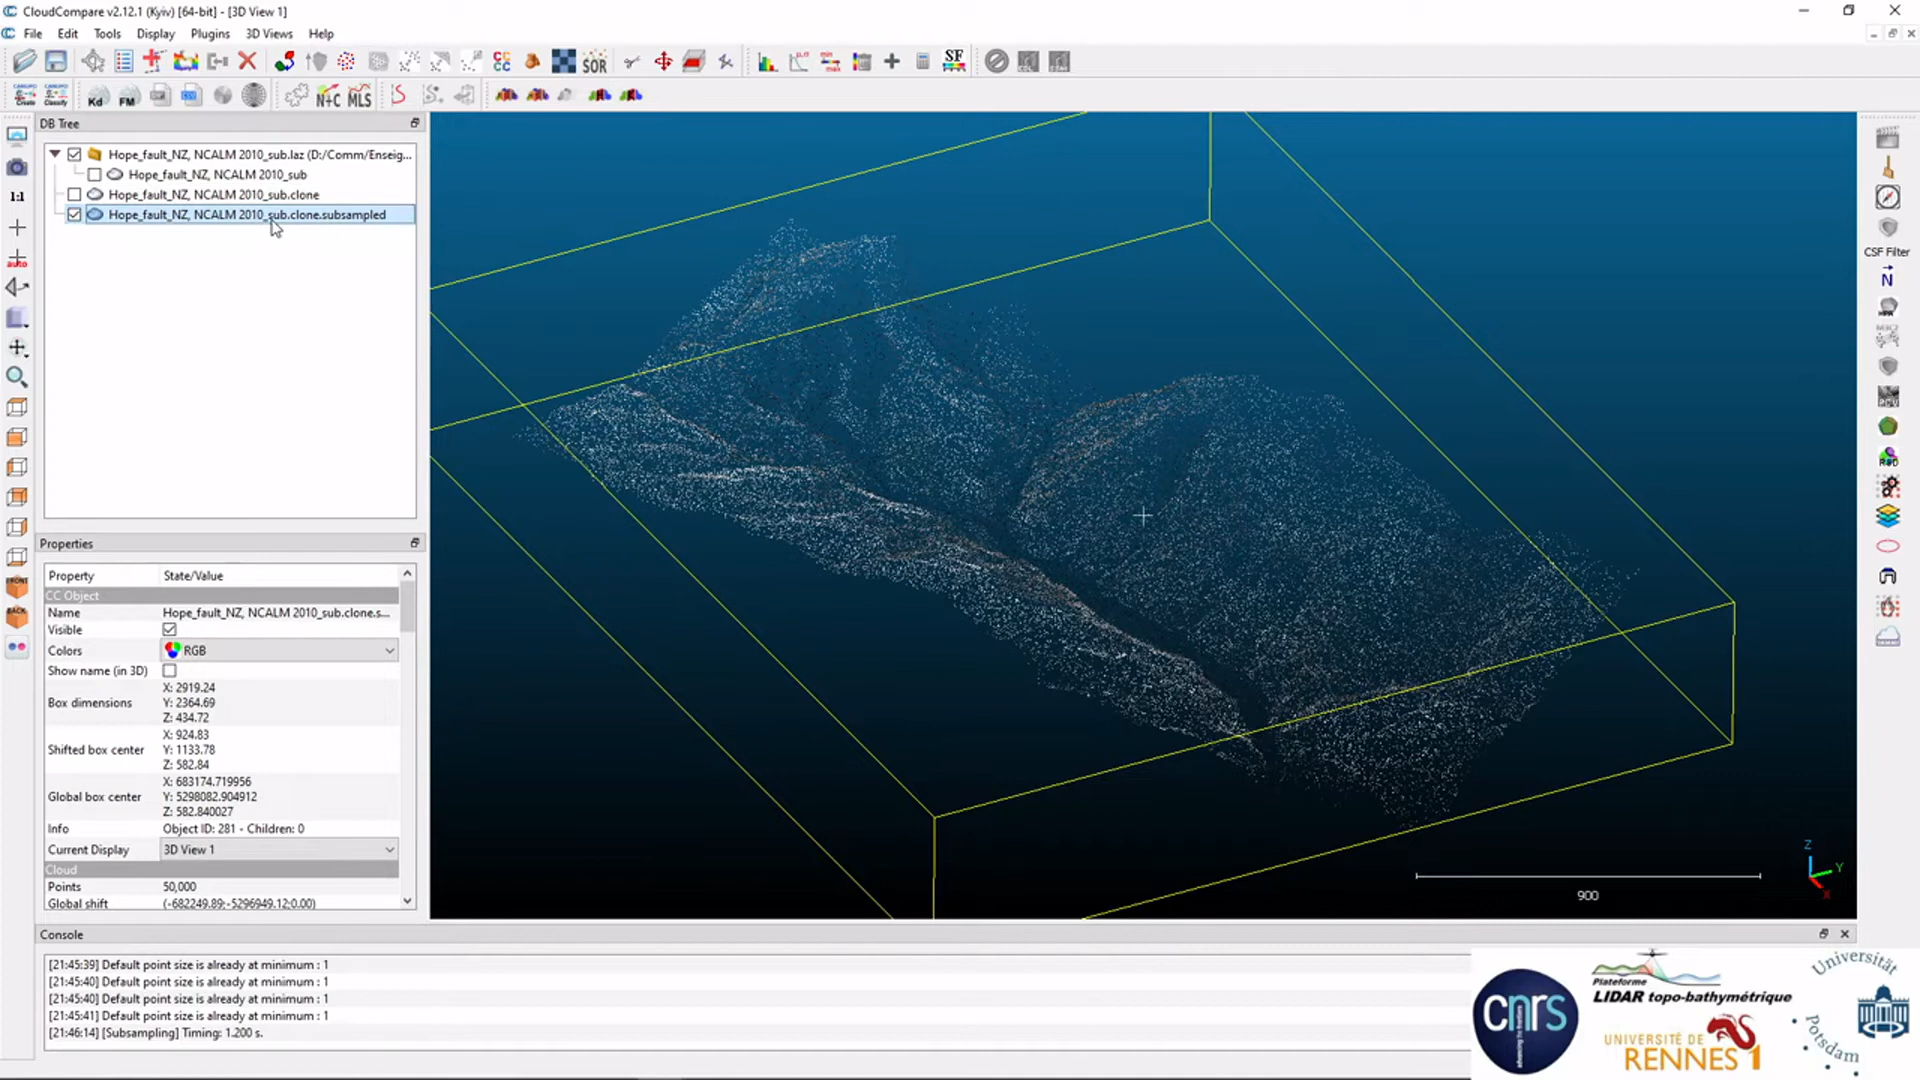 CloudCompare v2.12.1 (Kyiv) [64-bit] - [3D View 1]
File Edit Tools Display Plugins 3D Views Help
SOR
SF
Kd FM N+C MLS
DB Tree
Hope_fault_NZ, NCALM 2010_sub.laz (D:/Comm/Enseig...
Hope_fault_NZ, NCALM 2010_sub
Hope_fault_NZ, NCALM 2010_sub.clone
Hope_fault_NZ, NCALM 2010_sub.clone.subsampled
1:1
auto
FRONT
BACK
CSF Filter
N
Properties
Property State/Value
CC Object
Name Hope_fault_NZ, NCALM 2010_sub.clone.s...
Visible
Colors RGB
Show name (in 3D)
Box dimensions X: 2919.24
Y: 2364.69
Z: 434.72
Shifted box center X: 924.83
Y: 1133.78
Z: 582.84
Global box center X: 683174.719956
Y: 5298082.904912
Z: 582.840027
Info Object ID: 281 - Children: 0
Current Display 3D View 1
Cloud
Points 50,000
Global shift (-682249.89;-5296949.12;0.00)
900
Z
Y
X
Console
[21:45:39] Default point size is already at minimum : 1
[21:45:40] Default point size is already at minimum : 1
[21:45:40] Default point size is already at minimum : 1
[21:45:41] Default point size is already at minimum : 1
[21:46:14] [Subsampling] Timing: 1.200 s.
cnrs
Plateforme
LIDAR topo-bathymétrique
UNIVERSITÉ DE
RENNES 1
Universität
Potsdam